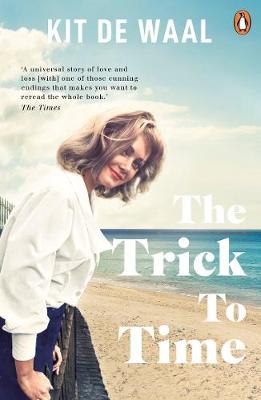 KIT DE WAAL
‘A universal story of love and
loss [with] one of those cunning
endings that makes you want to
reread the whole book.’
The Times
The
Trick
To
Time